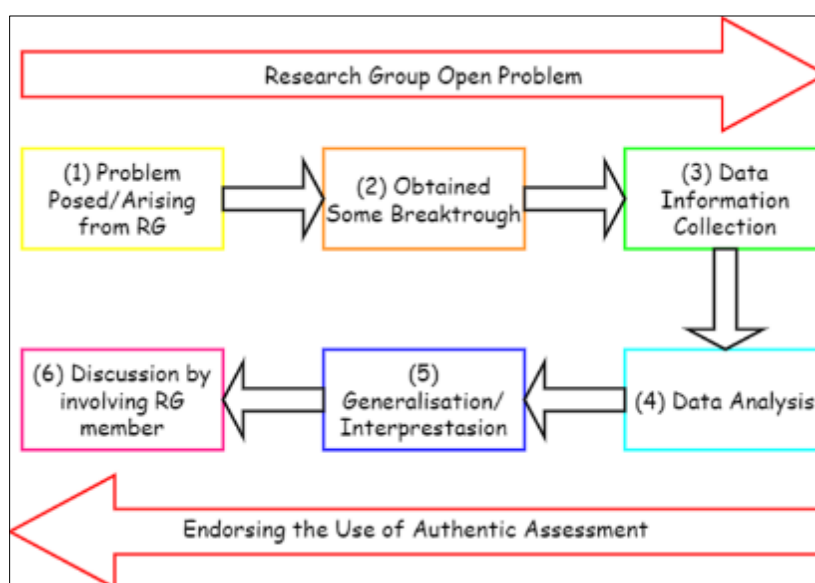 Research Group Open Problem
(1) Problem
Posed/Arising
from RG
(2) Obtained
Some Breaktrough
(3) Data
Information
Collection
(4) Data Analysis
(5)
Generalisation/
Interprestasion
(6) Discussion by
involving RG
member
Endorsing the Use of Authentic Assessment